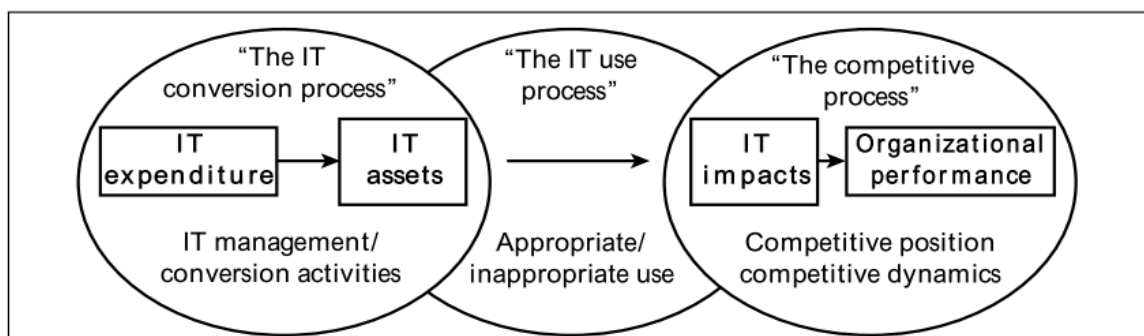 “The IT
conversion process”
IT
expenditure
IT
assets
IT management/
conversion activities
“The IT use
process”
Appropriate/
inappropriate use
“The competitive
process”
IT
impacts
Organizational
performance
Competitive position
competitive dynamics